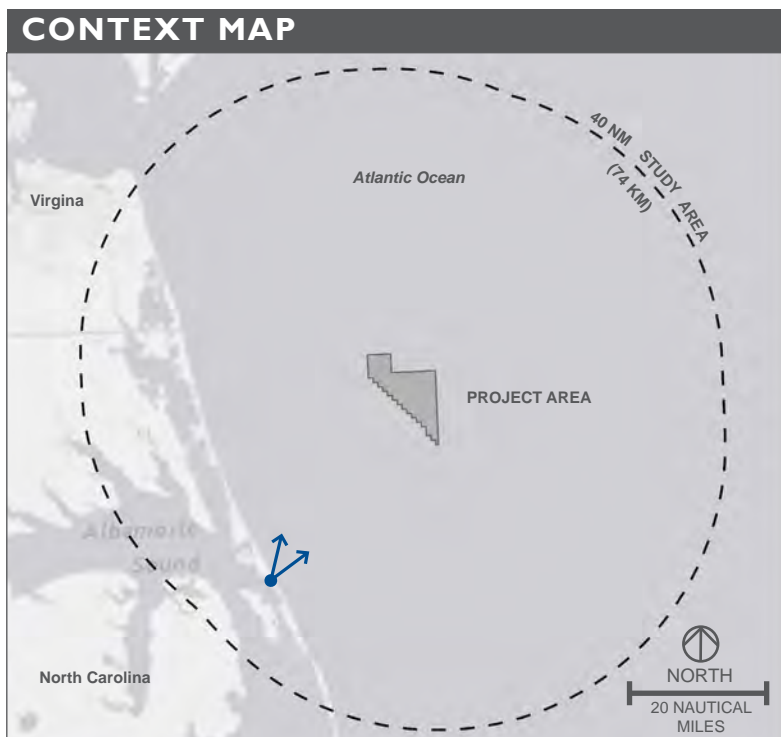 CONTEXT MAP
40 NM STUDY AREA
(74 KM)
Atlantic Ocean
Virgina
PROJECT AREA
Albemarle
Sound
North Carolina
NORTH
20 NAUTICAL
MILES